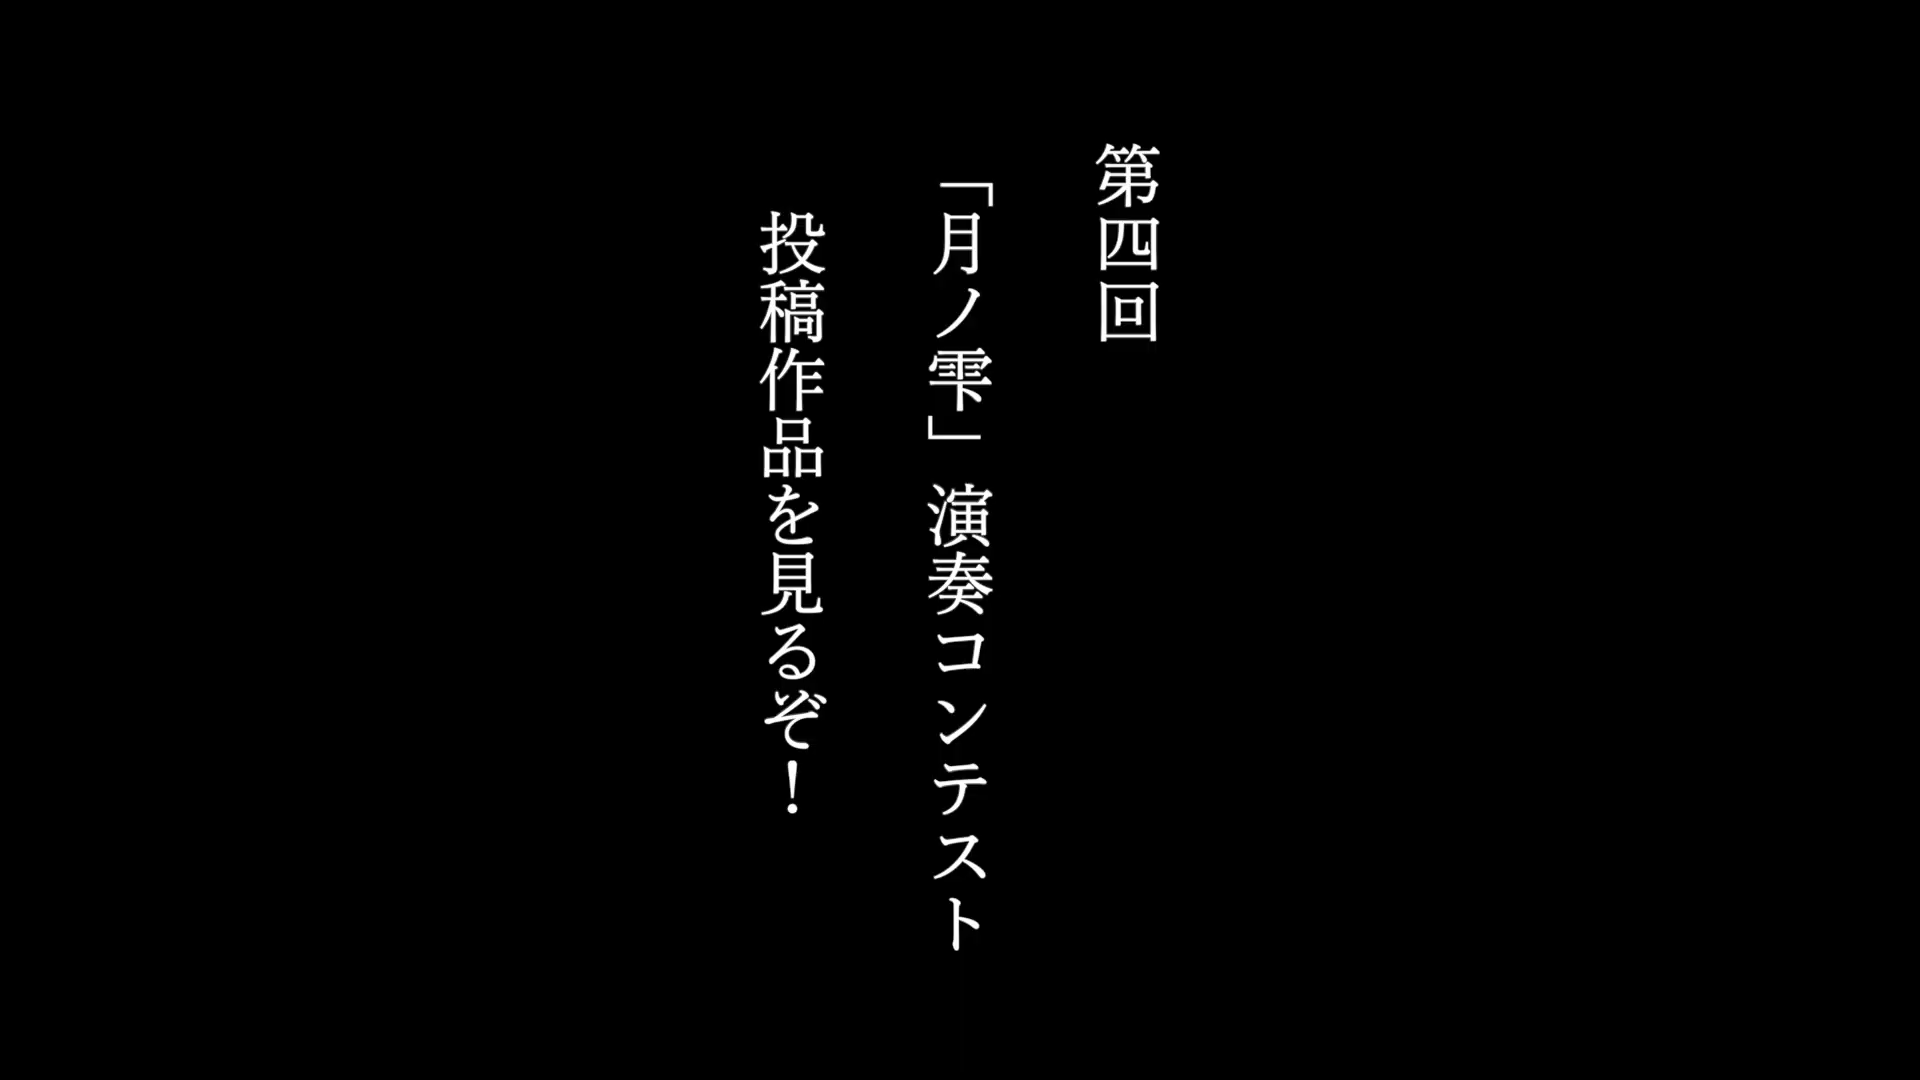 第四回
「月ノ雫」演奏コンテスト
投稿作品を見るぞ！